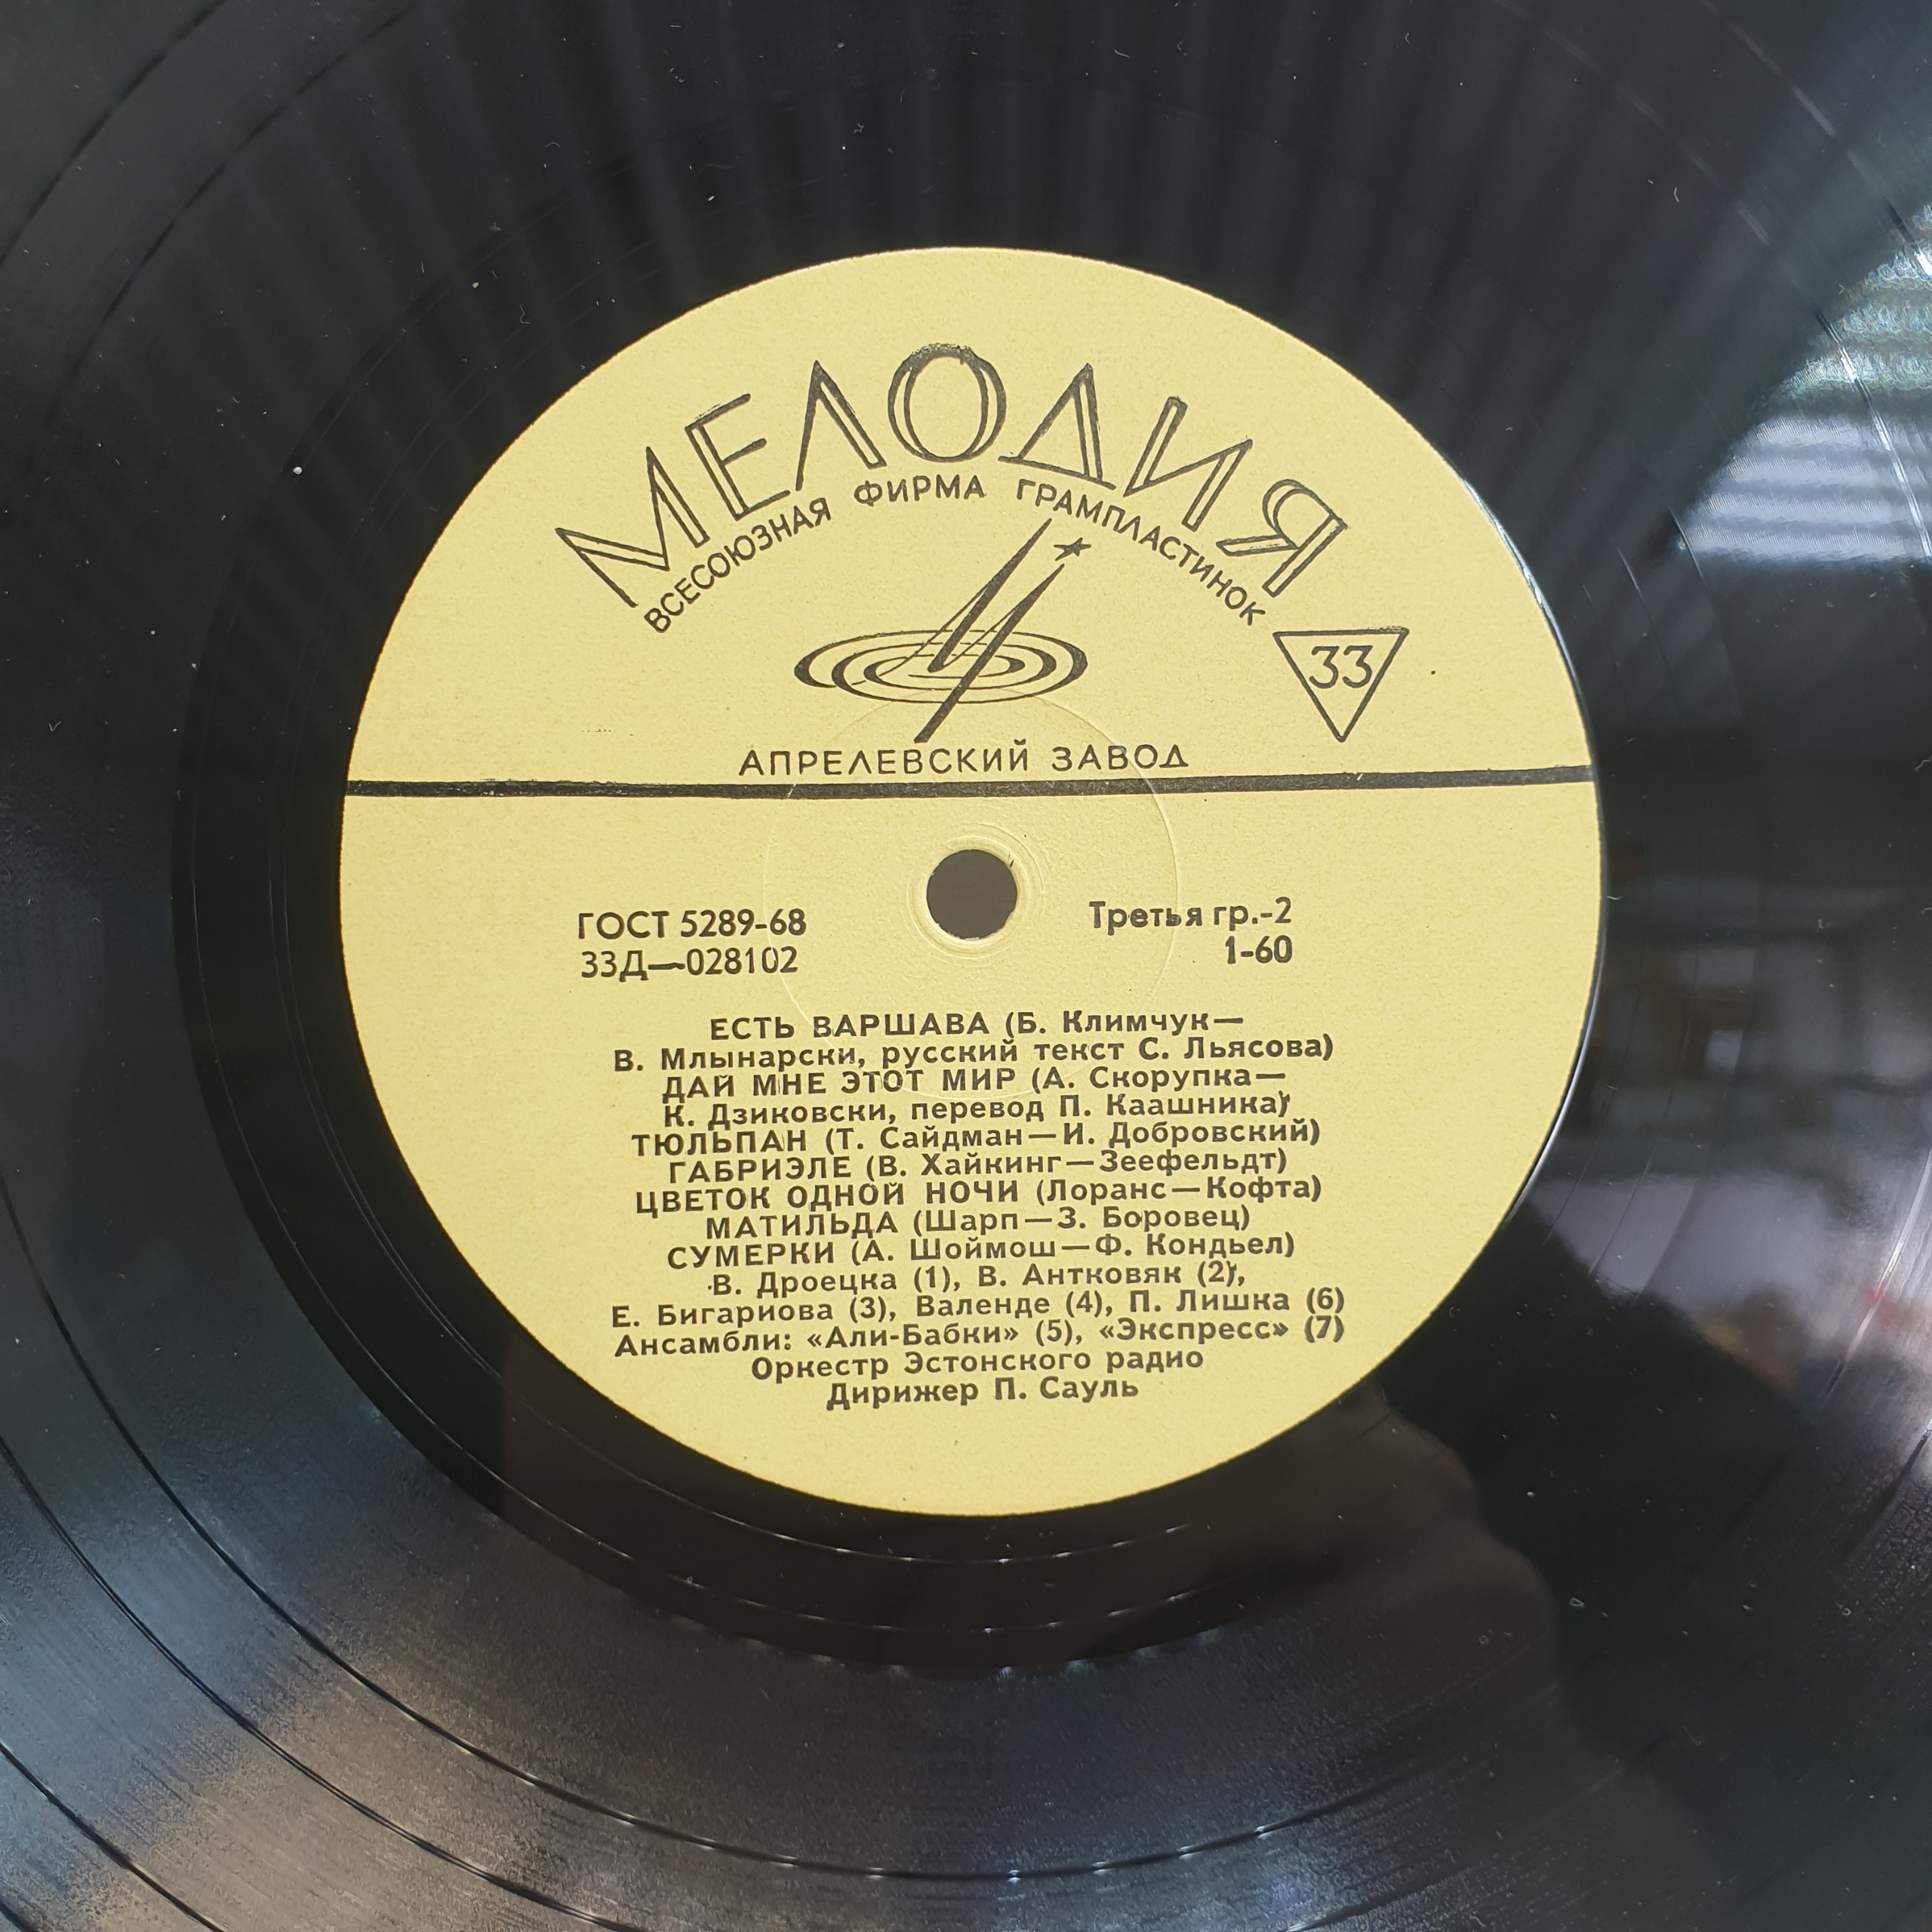 МЕЛОДИЯ
ВСЕСОЮЗНАЯ ФИРМА ГРАМПЛАСТИНОК
33
АПРЕЛЕВСКИЙ ЗАВОД
ГОСТ 5289-68
Третья гр.-2
33Д—028102
1-60
ЕСТЬ ВАРШАВА (Б. Климчук—
В. Млынарски, русский текст С. Льясова)
ДАЙ МНЕ ЭТОТ МИР (А. Скорупка—
К. Дзиковски, перевод П. Каашника)
ТЮЛЬПАН (Т. Сайдман—И. Добровский)
ГАБРИЭЛЕ (В. Хайкинг—Зеефельдт)
ЦВЕТОК ОДНОЙ НОЧИ (Лоранс—Кофта)
МАТИЛЬДА (Шарп—З. Боровец)
СУМЕРКИ (А. Шоймош—Ф. Кондьел)
В. Дроецка (1), В. Антковяк (2),
Е. Бигариова (3), Валенде (4), П. Лишка (6)
Ансамбли: «Али-Бабки» (5), «Экспресс» (7)
Оркестр Эстонского радио
Дирижер П. Сауль